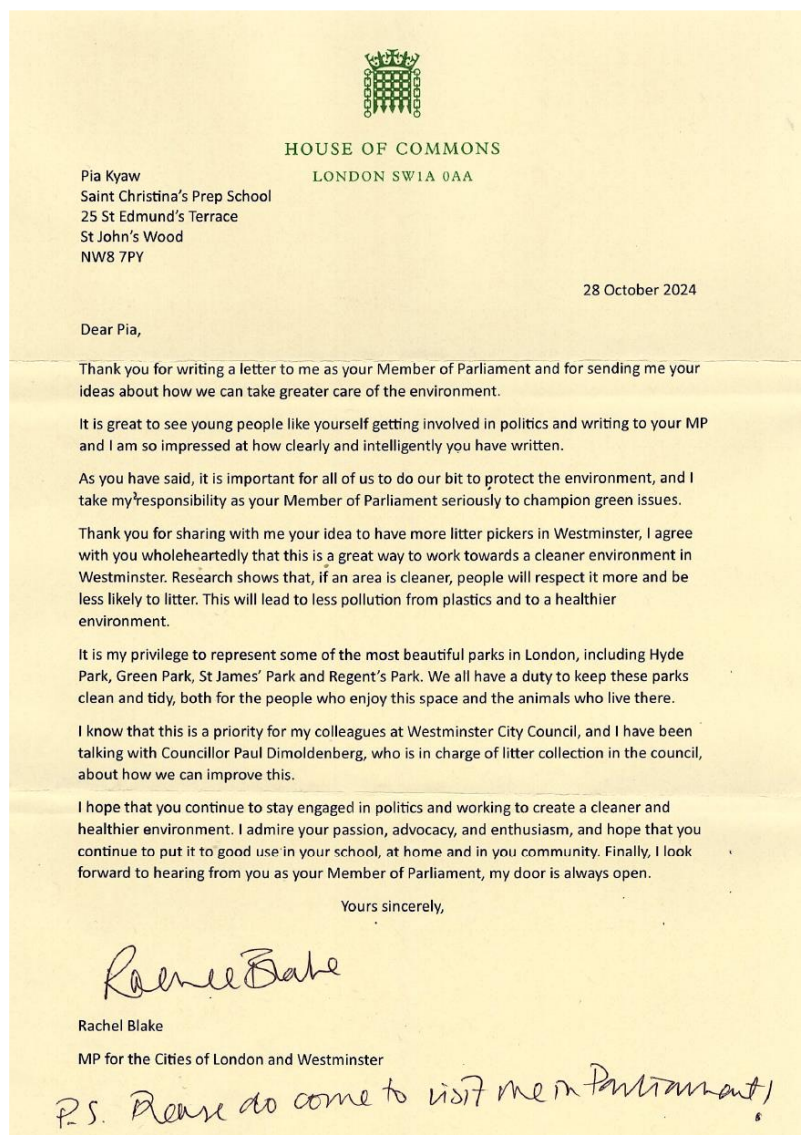 HOUSE OF COMMONS
LONDON SW1A 0AA
Pia Kyaw
Saint Christina's Prep School
25 St Edmund's Terrace
St John's Wood
NW8 7PY
28 October 2024
Dear Pia,
Thank you for writing a letter to me as your Member of Parliament and for sending me your
ideas about how we can take greater care of the environment.
It is great to see young people like yourself getting involved in politics and writing to your MP
and I am so impressed at how clearly and intelligently you have written.
As you have said, it is important for all of us to do our bit to protect the environment, and I
take my responsibility as your Member of Parliament seriously to champion green issues.
Thank you for sharing with me your idea to have more litter pickers in Westminster, I agree
with you wholeheartedly that this is a great way to work towards a cleaner environment in
Westminster. Research shows that, if an area is cleaner, people will respect it more and be
less likely to litter. This will lead to less pollution from plastics and to a healthier
environment.
It is my privilege to represent some of the most beautiful parks in London, including Hyde
Park, Green Park, St James' Park and Regent's Park. We all have a duty to keep these parks
clean and tidy, both for the people who enjoy this space and the animals who live there.
I know that this is a priority for my colleagues at Westminster City Council, and I have been
talking with Councillor Paul Dimoldenberg, who is in charge of litter collection in the council,
about how we can improve this.
I hope that you continue to stay engaged in politics and working to create a cleaner and
healthier environment. I admire your passion, advocacy, and enthusiasm, and hope that you
continue to put it to good use in your school, at home and in you community. Finally, I look
forward to hearing from you as your Member of Parliament, my door is always open.
Yours sincerely,
Rachel Blake
Rachel Blake
MP for the Cities of London and Westminster
P.S. Please do come to visit me in Parliament!